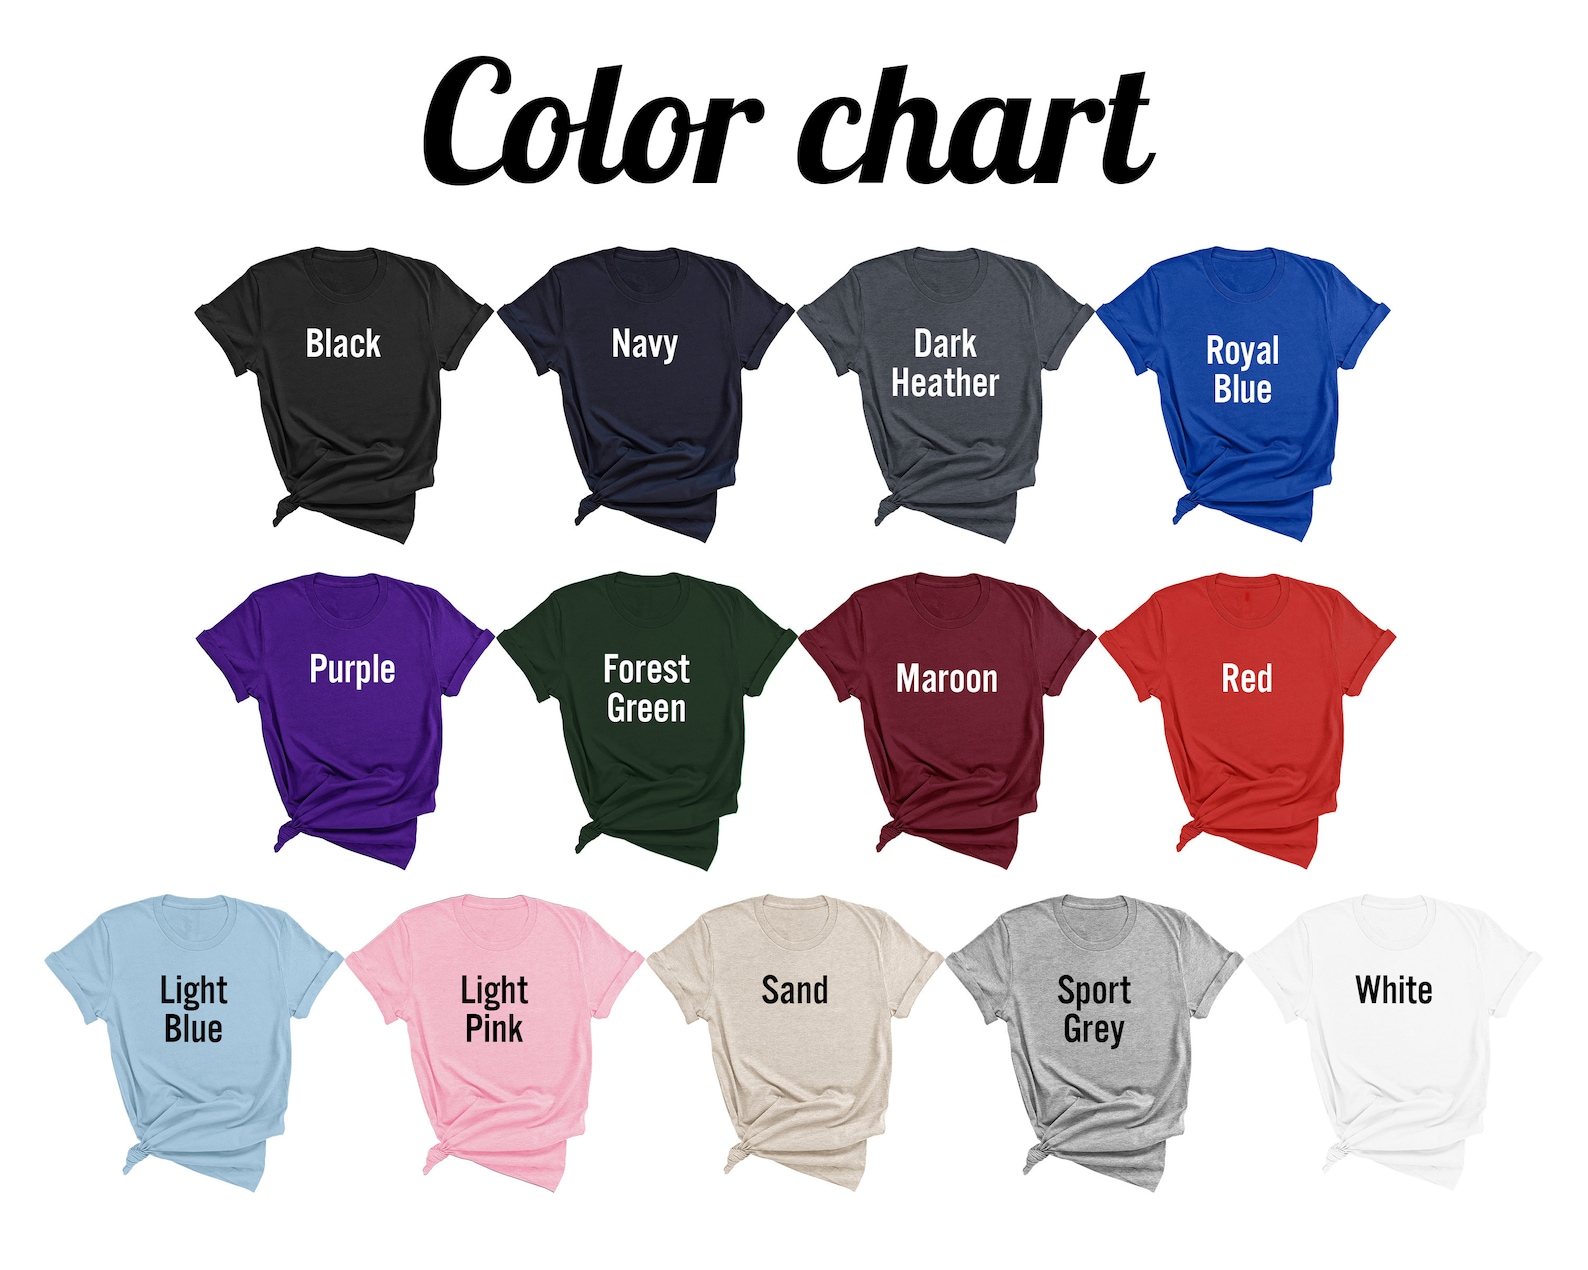 Color chart
Black
Navy
Dark
Heather
Royal
Blue
Purple
Forest
Green
Maroon
Red
Light
Blue
Light
Pink
Sand
Sport
Grey
White